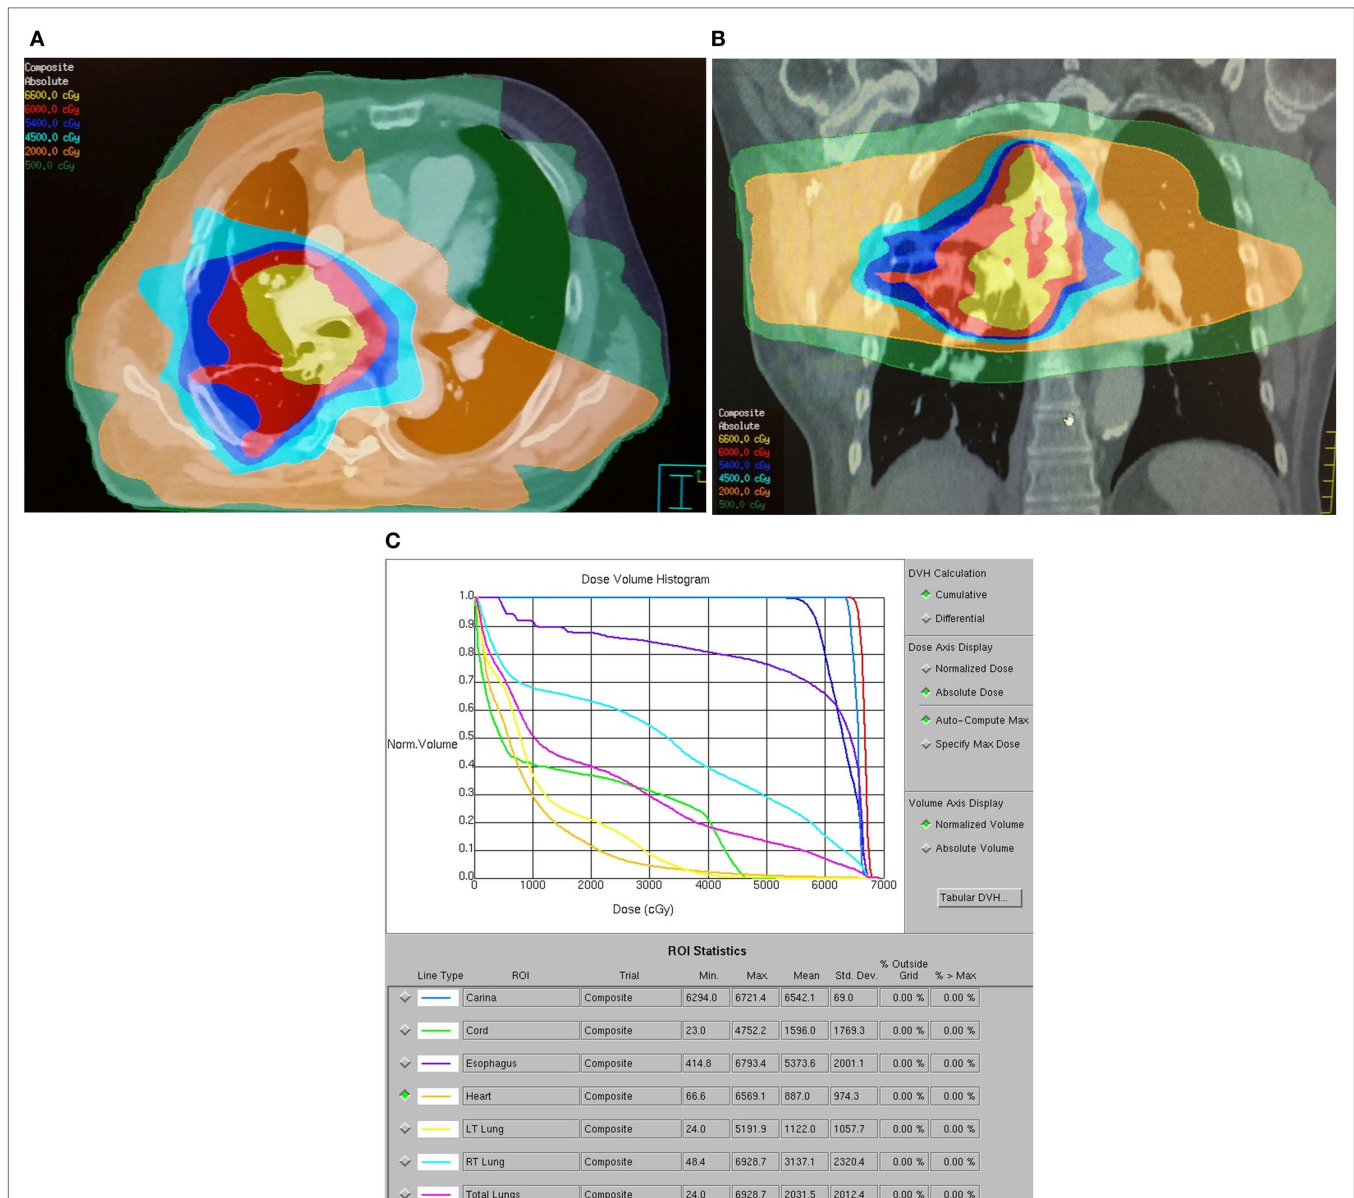 A
B
Composite
Absolute
6600.0 cGy
6000.0 cGy
5400.0 cGy
4500.0 cGy
2000.0 cGy
500.0 cGy
Composite
Absolute
6600.0 cGy
6000.0 cGy
5400.0 cGy
4500.0 cGy
2000.0 cGy
500.0 cGy
C
Dose Volume Histogram
1.0
0.9
0.8
0.7
0.6
0.5
Norm.Volume
0.4
0.3
0.2
0.1
0.0
0 1000 2000 3000 4000 5000 6000 7000
Dose (cGy)
DVH Calculation
Cumulative
Differential
Dose Axis Display
Normalized Dose
Absolute Dose
Auto-Compute Max
Specify Max Dose
Volume Axis Display
Normalized Volume
Absolute Volume
Tabular DVH...
ROI Statistics
Line Type ROI Trial Min. Max. Mean Std. Dev. % Outside Grid % > Max
Carina Composite 6294.0 6721.4 6542.1 69.0 0.00 % 0.00 %
Cord Composite 23.0 4752.2 1596.0 1769.3 0.00 % 0.00 %
Esophagus Composite 414.8 6793.4 5373.6 2001.1 0.00 % 0.00 %
Heart Composite 66.6 6569.1 887.0 974.3 0.00 % 0.00 %
LT Lung Composite 24.0 5191.9 1122.0 1057.7 0.00 % 0.00 %
RT Lung Composite 48.4 6928.7 3137.1 2320.4 0.00 % 0.00 %
Total Lungs Composite 24.0 6928.7 2031.5 2012.4 0.00 % 0.00 %